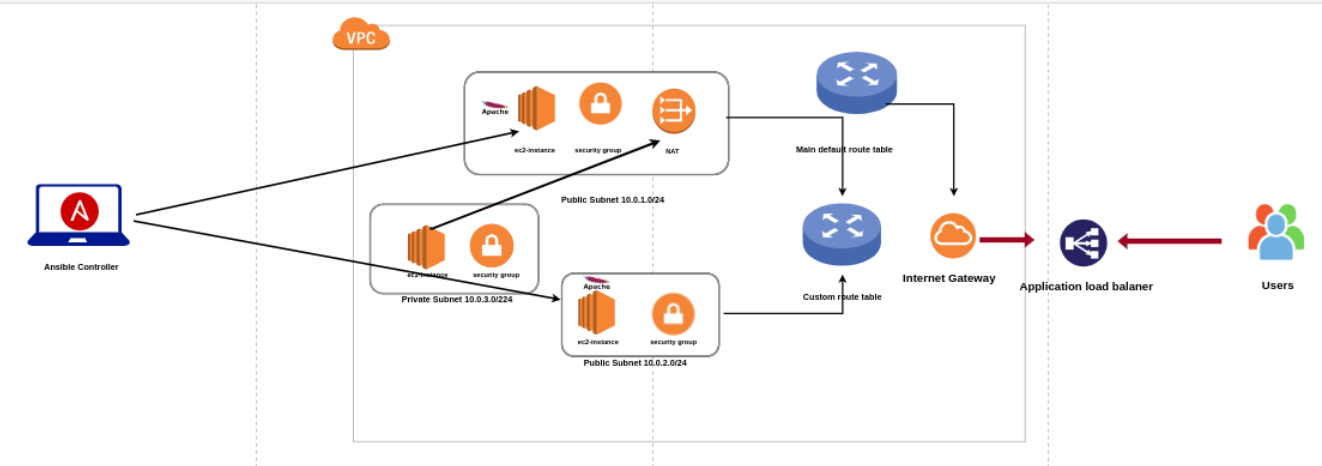 VPC
Apache
ec2-instance
security group
NAT
Main default route table
Public Subnet 10.0.1.0/24
Ansible Controller
ec2-instance
security group
Private Subnet 10.0.3.0/224
Apache
ec2-instance
security group
Public Subnet 10.0.2.0/24
Custom route table
Internet Gateway
Application load balaner
Users